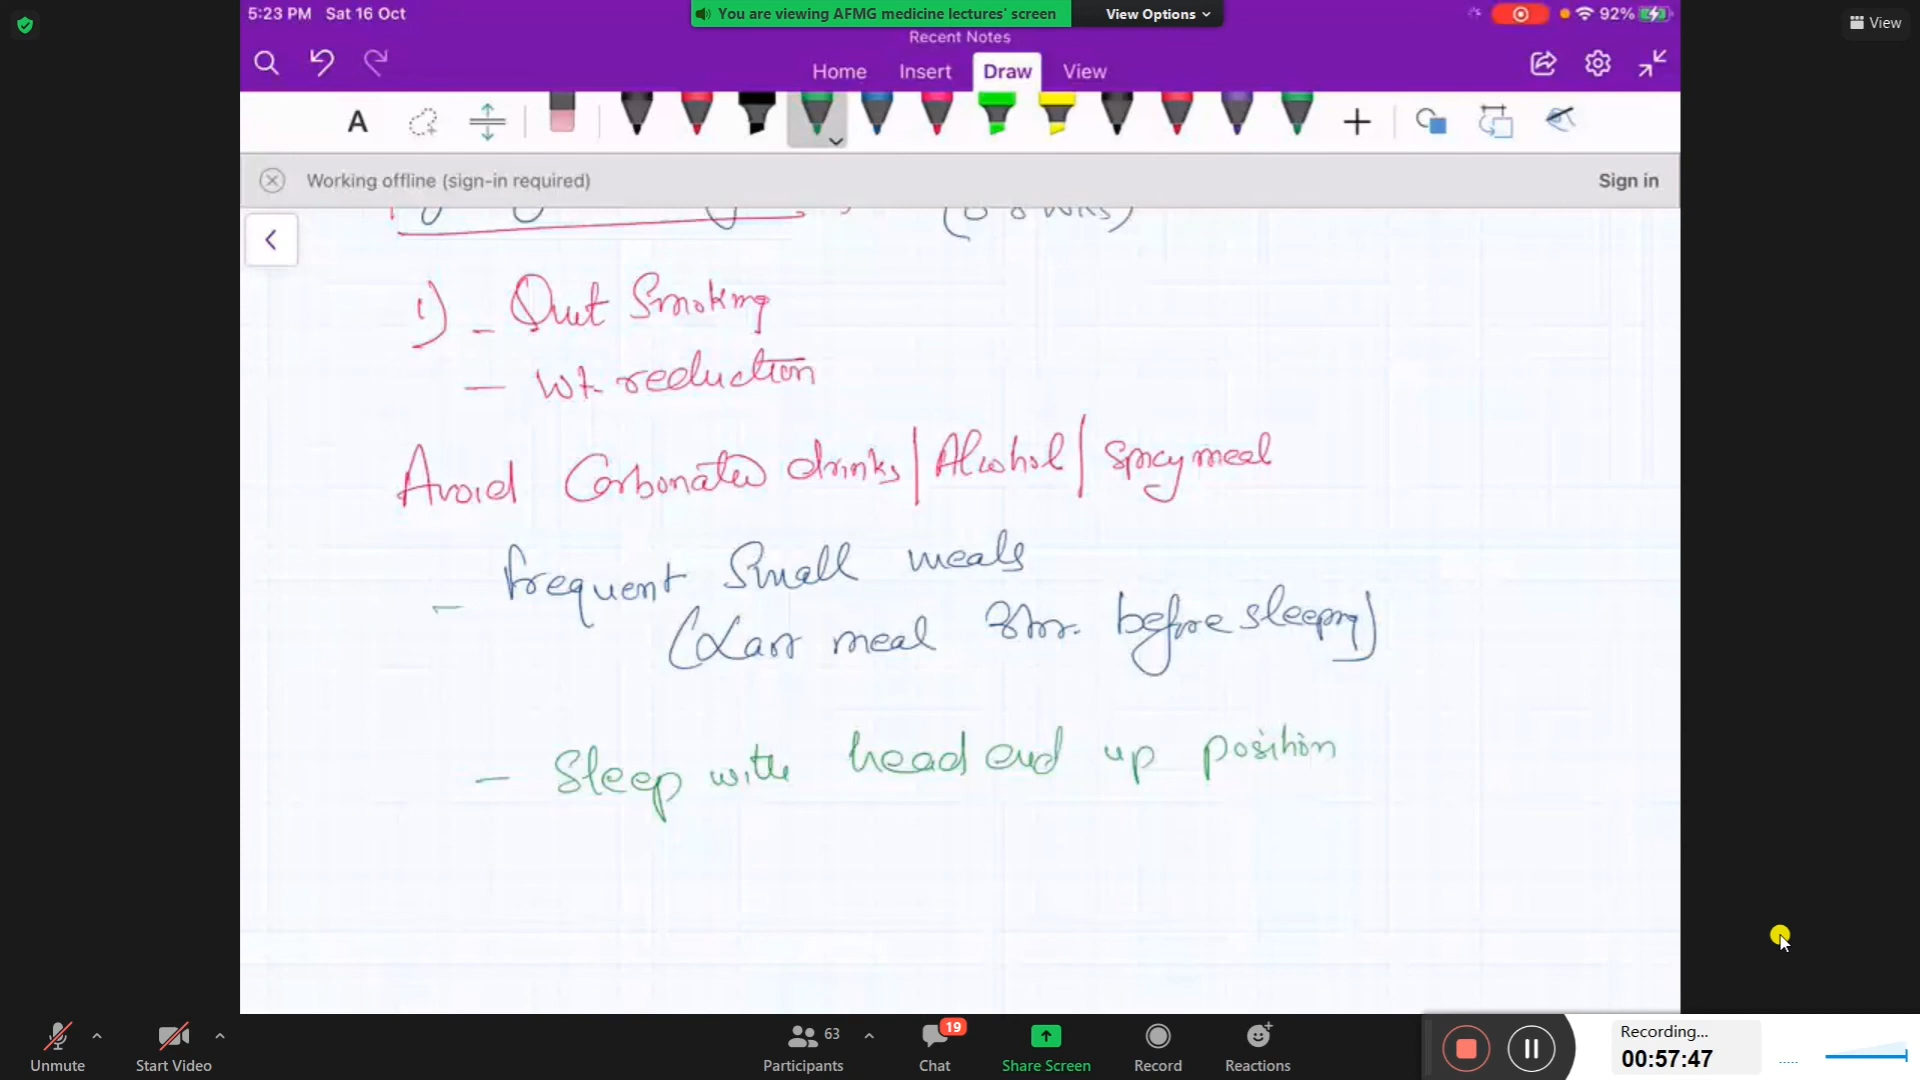 5:23 PM Sat 16 Oct
You are viewing AFMG medicine lectures' screen
View Options
92%
View
Recent Notes
Home Insert Draw View
A
Working offline (sign-in required)
Sign in
1) - Quit Smoking
- Wt reduction
Avoid Carbonated drinks / Alcohol / Spicy meal
- frequent Small meals
(Last meal 3hr. before sleeping)
- Sleep with head end up position
Unmute
Start Video
63
Participants
19
Chat
Share Screen
Record
Reactions
Recording...
00:57:47